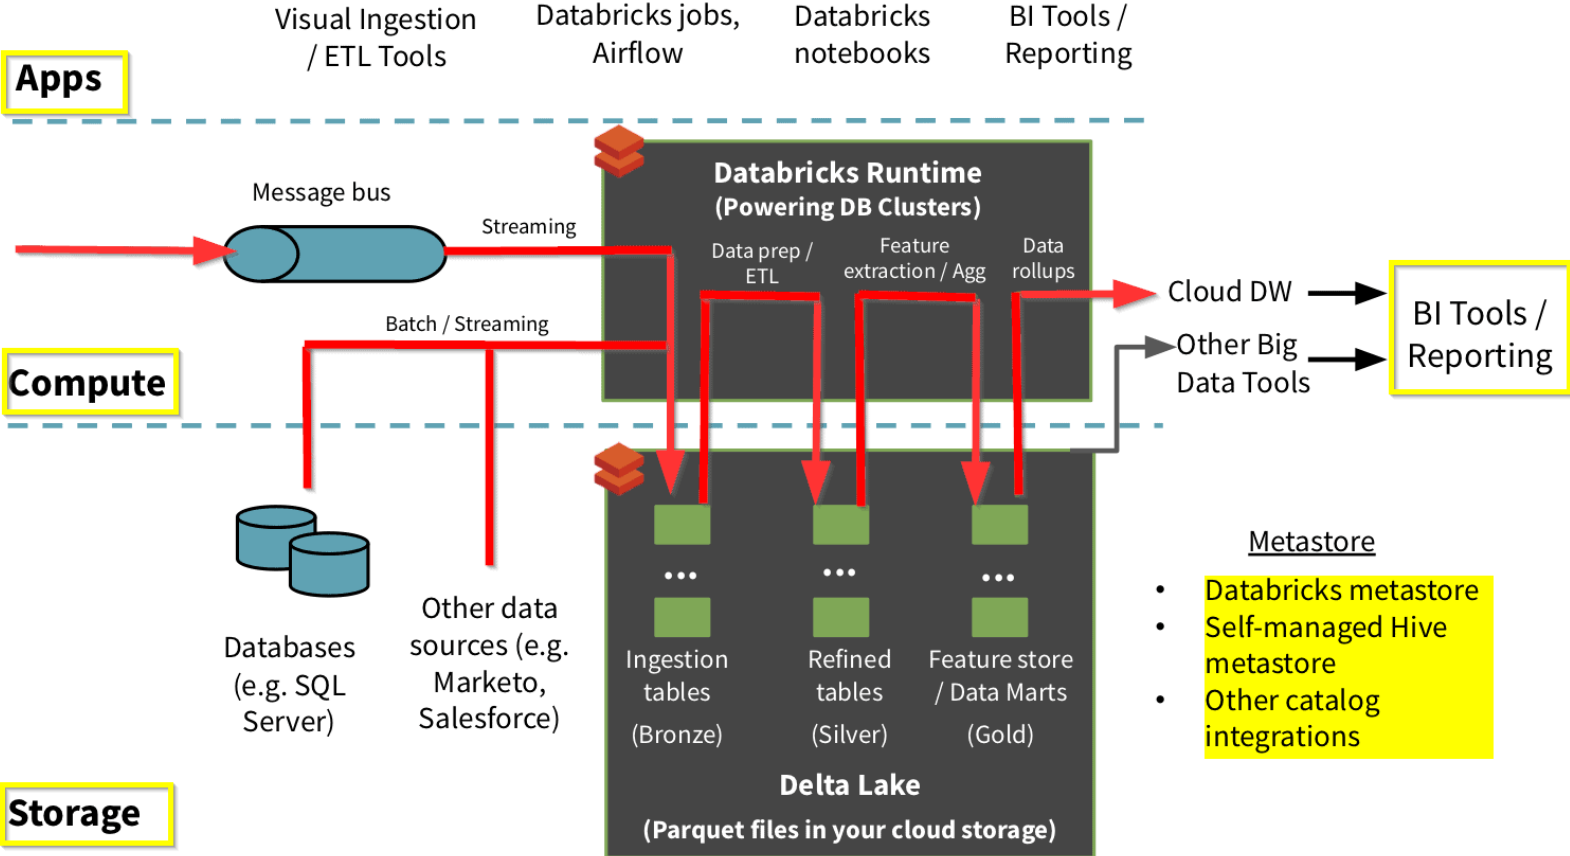 Visual Ingestion
/ ETL Tools
Databricks jobs,
Airflow
Databricks
notebooks
BI Tools /
Reporting
Apps
Databricks Runtime
(Powering DB Clusters)
Message bus
Streaming
Data prep /
ETL
Feature
extraction / Agg
Data
rollups
Cloud DW
Other Big
Data Tools
BI Tools /
Reporting
Batch / Streaming
Compute
Databases
(e.g. SQL
Server)
Other data
sources (e.g.
Marketo,
Salesforce)
•••
•••
•••
Ingestion
tables
(Bronze)
Refined
tables
(Silver)
Feature store
/ Data Marts
(Gold)
Delta Lake
(Parquet files in your cloud storage)
Metastore
• Databricks metastore
• Self-managed Hive
metastore
• Other catalog
integrations
Storage